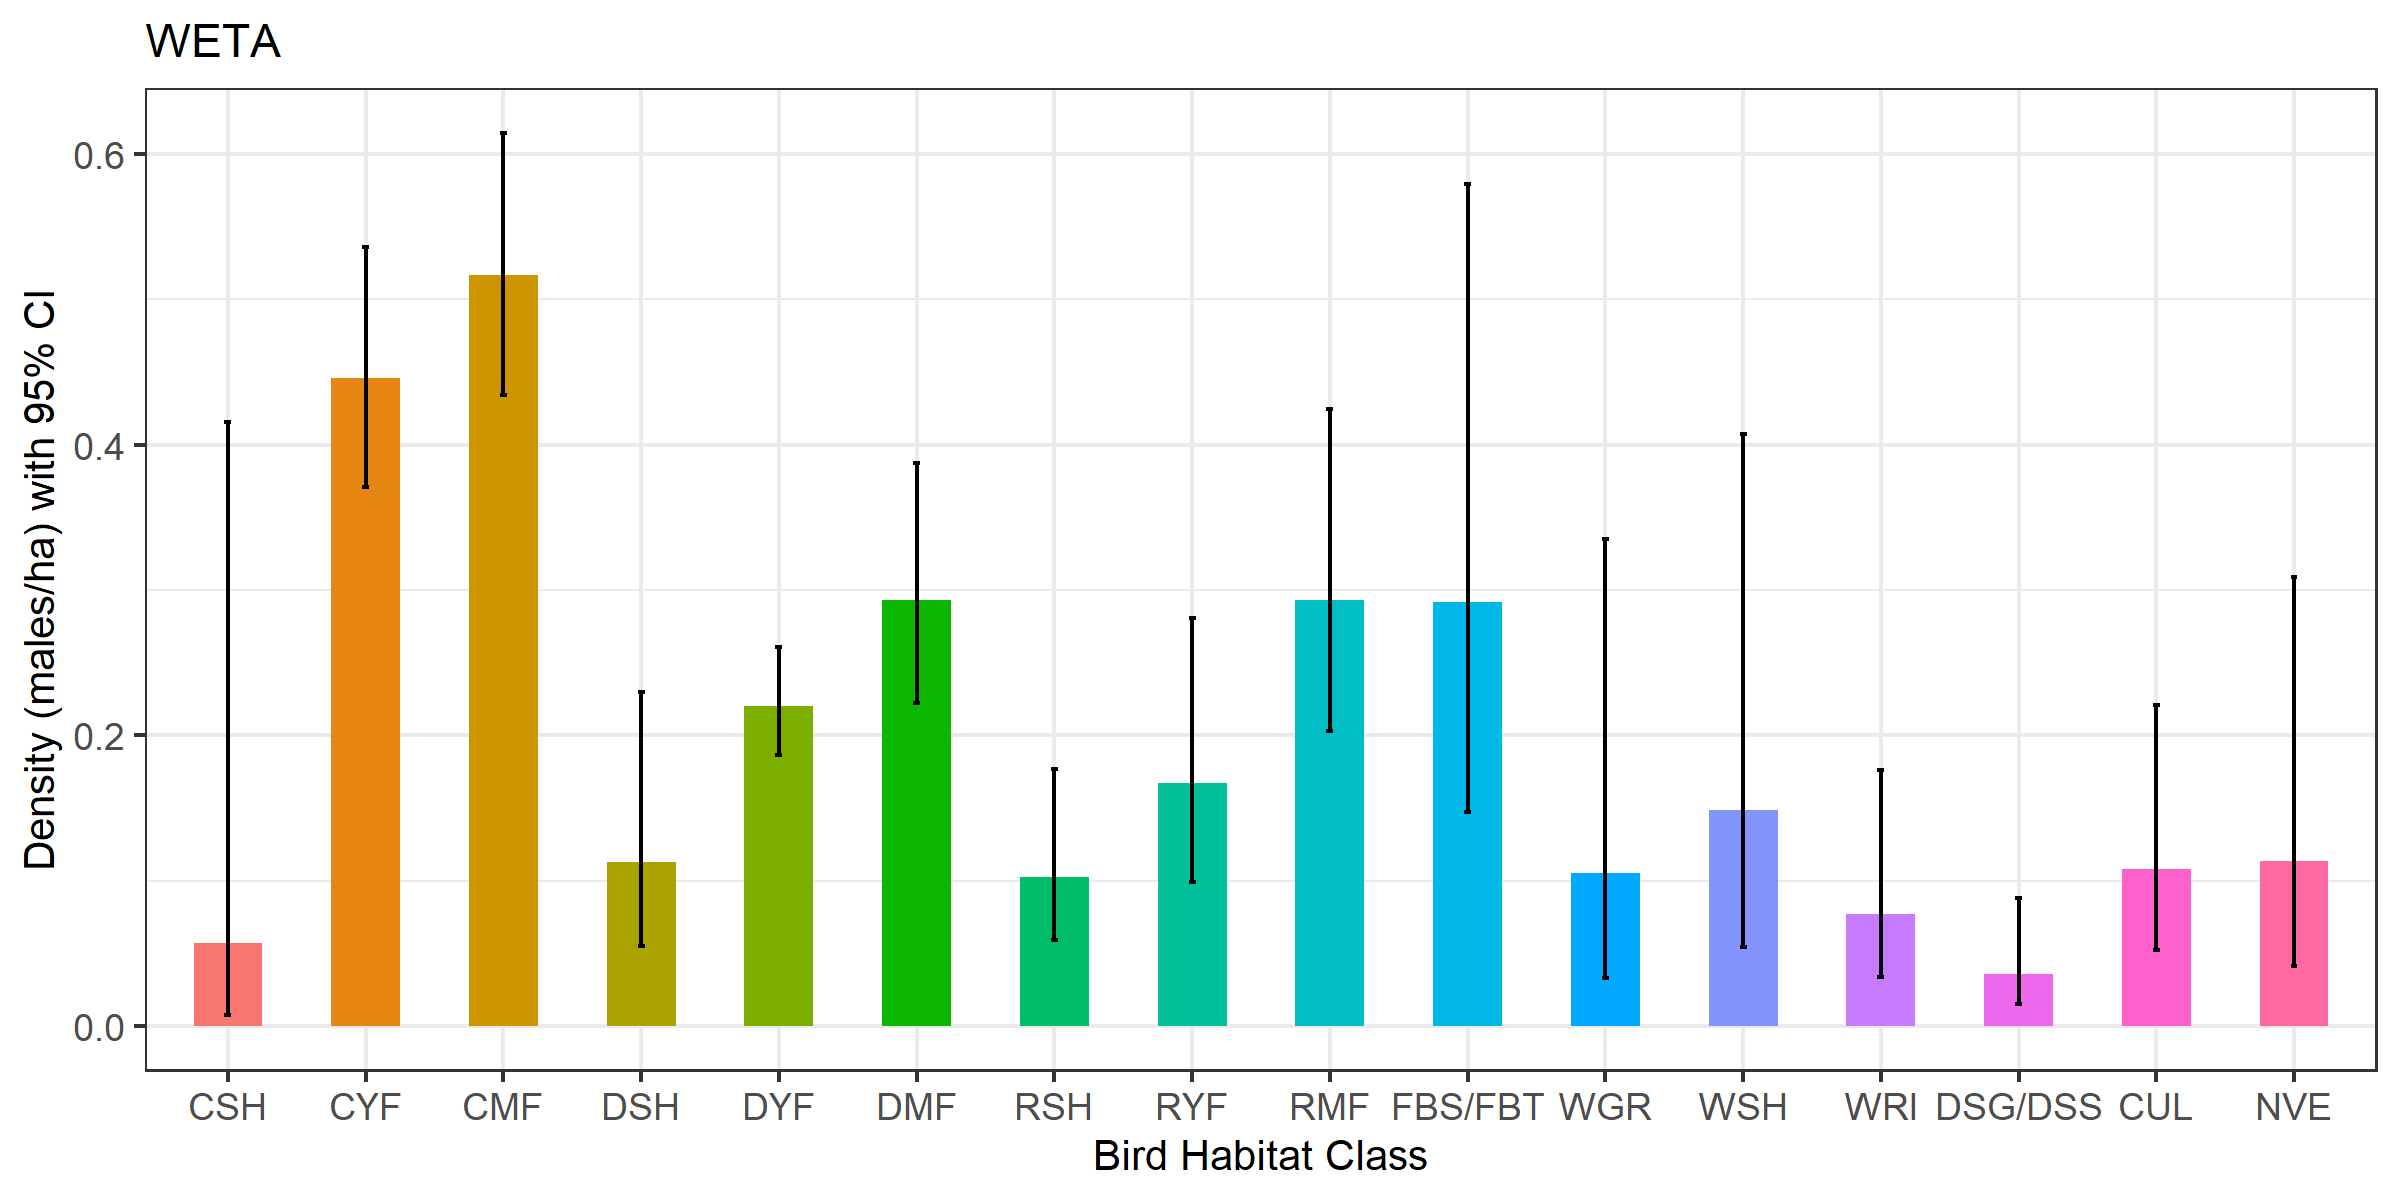 WETA
Density (males/ha) with 95% CI
0.6
0.4
0.2
0.0
CSH CYF CMF DSH DYF DMF RSH RYF RMF FBS/FBT WGR WSH WRI DSG/DSS CUL NVE
Bird Habitat Class